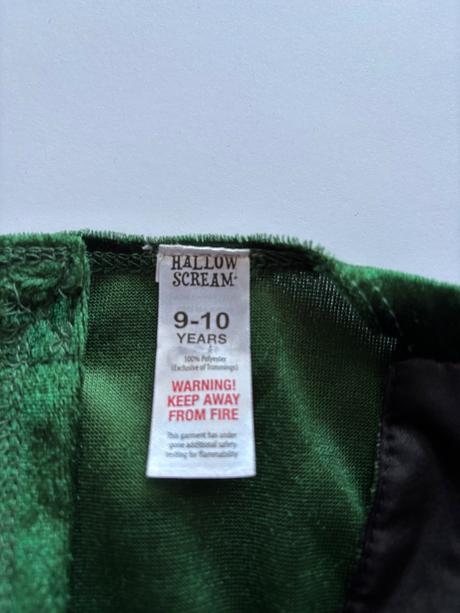 HALLOW
SCREAM
9-10
YEARS
100% Polyester
(Exclusive of Trimmings)
WARNING!
KEEP AWAY
FROM FIRE
This garment has under
gone additional safety
testing for flammability